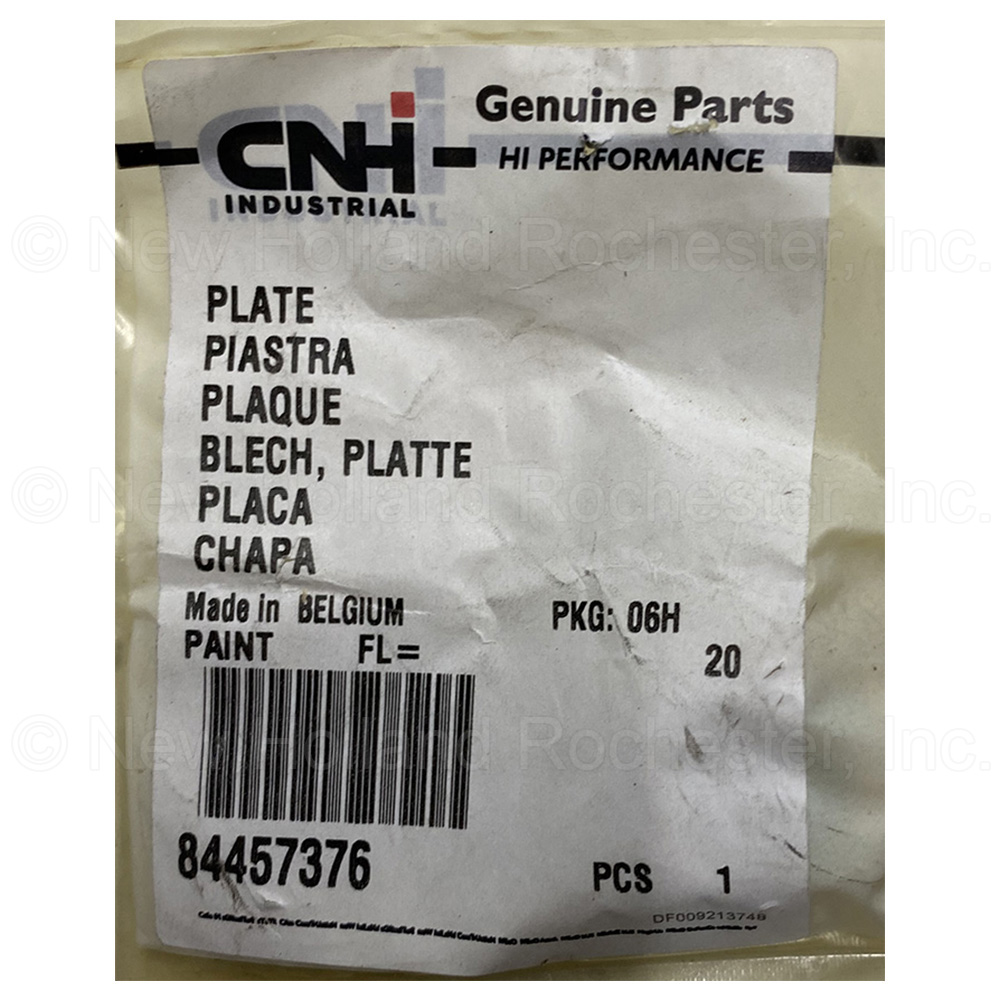 CNH
INDUSTRIAL
Genuine Parts
HI PERFORMANCE
© New Holland Rochester, Inc.
PLATE
PIASTRA
PLAQUE
BLECH, PLATTE
© New Holland Rochester, Inc.
PLACA
CHAPA
Made in BELGIUM PKG: 06H
PAINT FL= 20
© New Holland Rochester, Inc.
84457376 PCS 1
DF009213748